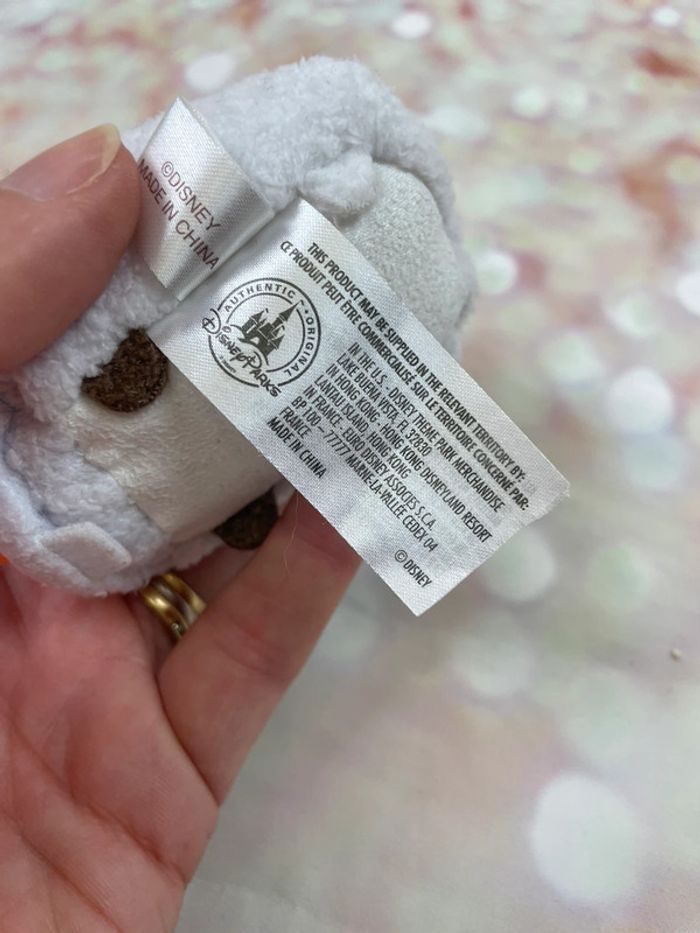 ©DISNEY
MADE IN CHINA
THIS PRODUCT MAY BE SUPPLIED IN THE RELEVANT TERRITORY BY:
CE PRODUIT PEUT ÊTRE COMMERCIALISÉ SUR LE TERRITOIRE CONCERNÉ PAR:
AUTHENTIC ORIGINAL
DISNEY PARKS
IN THE U.S., DISNEY THEME PARK MERCHANDISE
LAKE BUENA VISTA, FL 32830
IN HONG KONG - HONG KONG DISNEYLAND RESORT
LANTAU ISLAND, HONG KONG
IN FRANCE: EURO DISNEY ASSOCIES S.C.A.
BP 100 - 77777 MARNE-LA-VALLÉE CEDEX 04
FRANCE.
MADE IN CHINA
©DISNEY